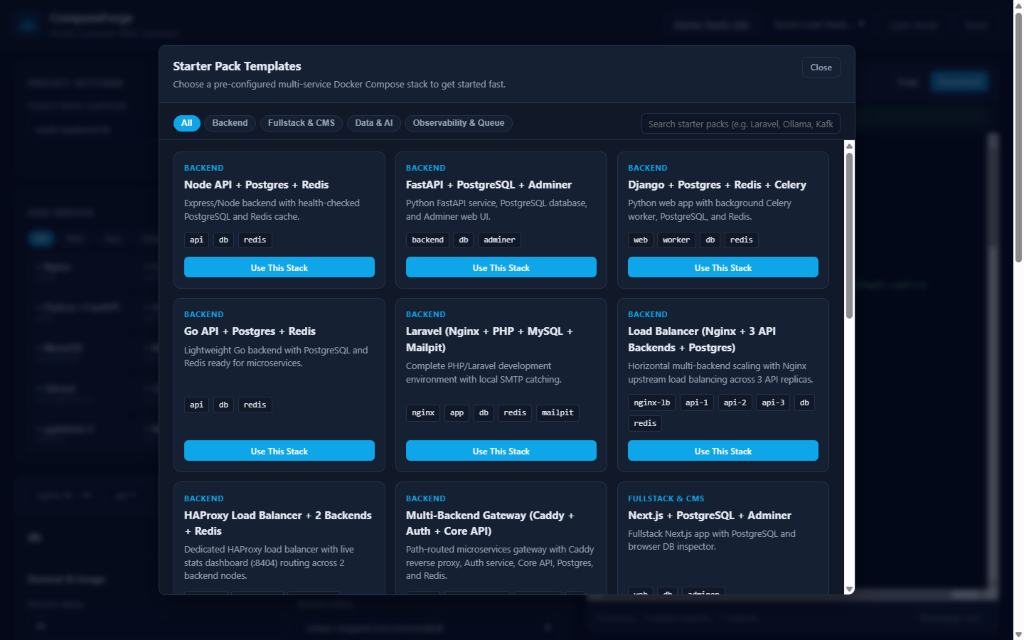 ComposeForge
Starter Pack Templates
Close
Choose a pre-configured multi-service Docker Compose stack to get started fast.
All
Backend
Fullstack & CMS
Data & AI
Observability & Queue
Search starter packs (e.g. Laravel, Ollama, Kafk
BACKEND
Node API + Postgres + Redis
Express/Node backend with health-checked
PostgreSQL and Redis cache.
api db redis
Use This Stack
BACKEND
FastAPI + PostgreSQL + Adminer
Python FastAPI service, PostgreSQL database,
and Adminer web UI.
backend db adminer
Use This Stack
BACKEND
Django + Postgres + Redis + Celery
Python web app with background Celery
worker, PostgreSQL, and Redis.
web worker db redis
Use This Stack
BACKEND
Go API + Postgres + Redis
Lightweight Go backend with PostgreSQL and
Redis ready for microservices.
api db redis
Use This Stack
BACKEND
Laravel (Nginx + PHP + MySQL +
Mailpit)
Complete PHP/Laravel development
environment with local SMTP catching.
nginx app db redis mailpit
Use This Stack
BACKEND
Load Balancer (Nginx + 3 API
Backends + Postgres)
Horizontal multi-backend scaling with Nginx
upstream load balancing across 3 API replicas.
nginx-lb api-1 api-2 api-3 db
redis
Use This Stack
BACKEND
HAProxy Load Balancer + 2 Backends
+ Redis
Dedicated HAProxy load balancer with live
stats dashboard (:8404) routing across 2
backend nodes.
BACKEND
Multi-Backend Gateway (Caddy +
Auth + Core API)
Path-routed microservices gateway with Caddy
reverse proxy, Auth service, Core API, Postgres,
and Redis.
FULLSTACK & CMS
Next.js + PostgreSQL + Adminer
Fullstack Next.js app with PostgreSQL and
browser DB inspector.
web db adminer